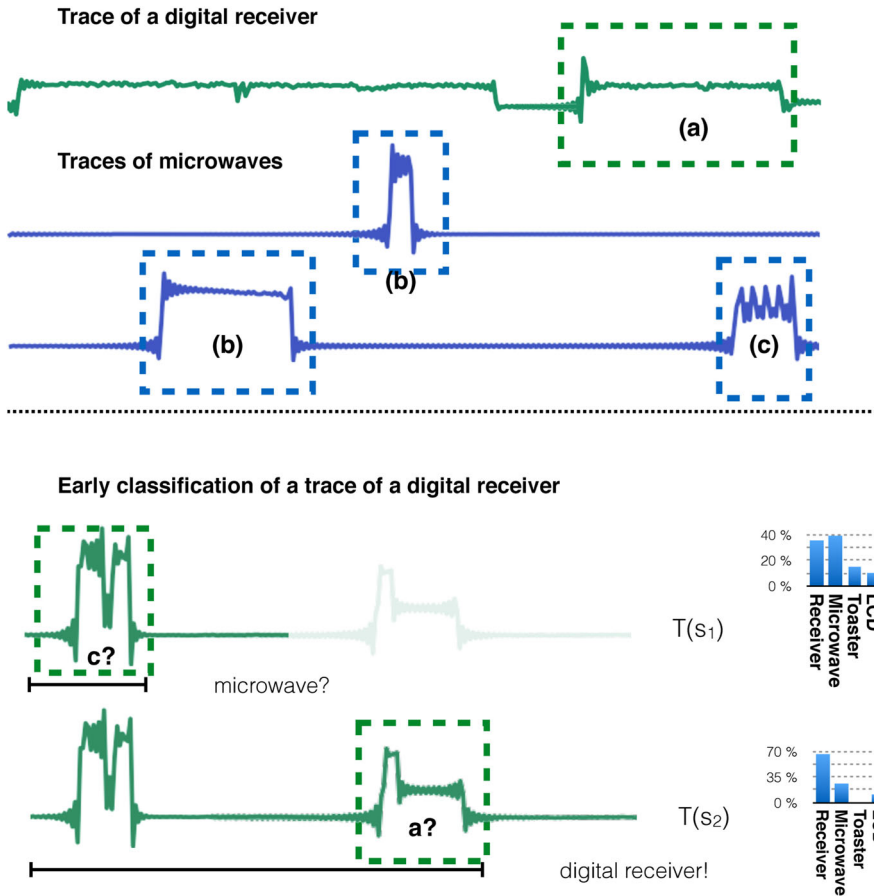 Trace of a digital receiver
(a)
Traces of microwaves
(b)
(b)
(c)
Early classification of a trace of a digital receiver
40 %
20 %
0 %
Receiver
Microwave
Toaster
LCD
T(s₁)
c?
microwave?
70 %
35 %
0 %
Receiver
Microwave
Toaster
T(s₂)
a?
digital receiver!